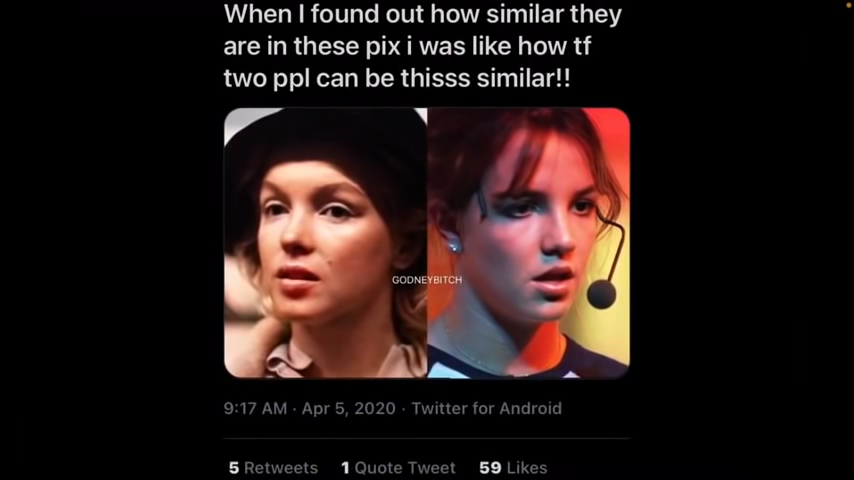 When I found out how similar they
are in these pix i was like how tf
two ppl can be thisss similar!!
GODNEYBITCH
9:17 AM · Apr 5, 2020 · Twitter for Android
5 Retweets 1 Quote Tweet 59 Likes